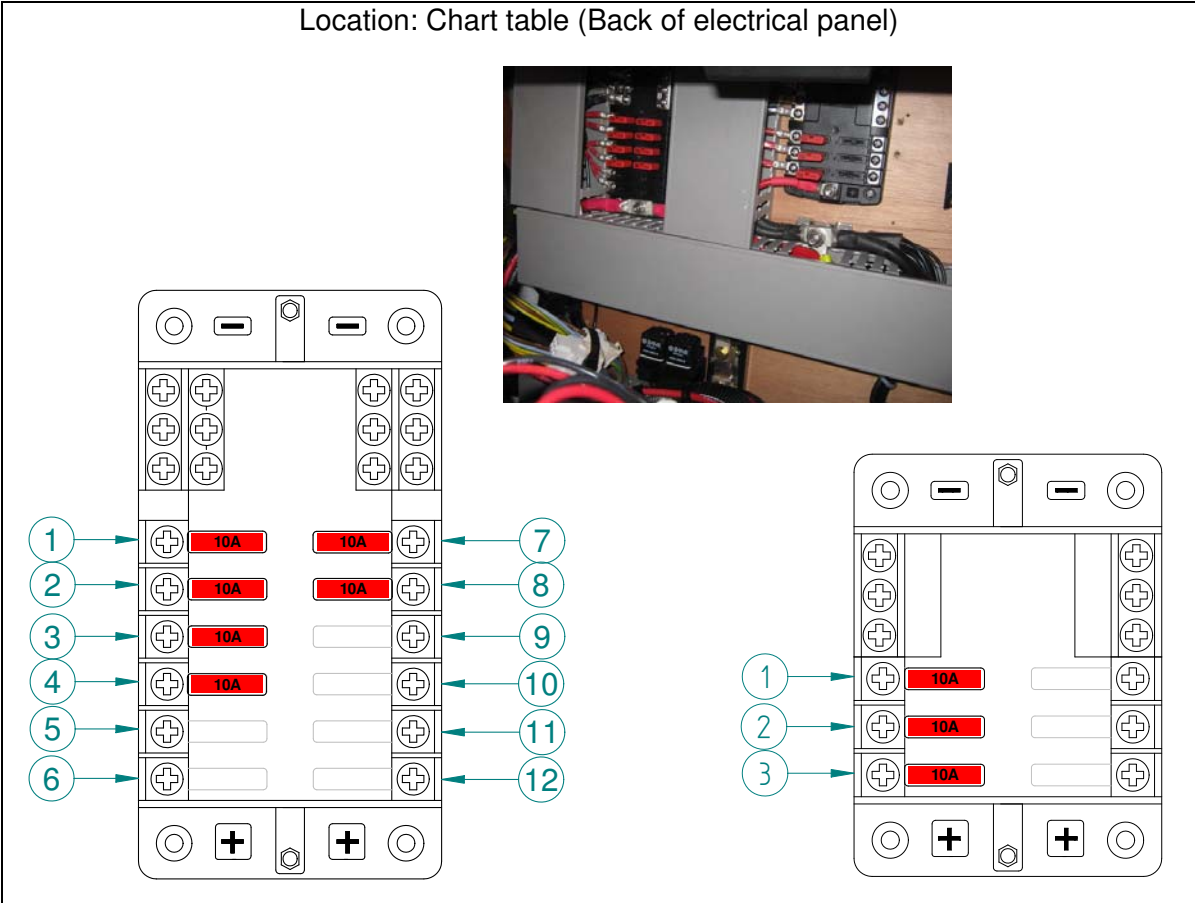 Location: Chart table (Back of electrical panel)
1 10A 10A 7
2 10A 10A 8
3 10A 9
4 10A 10
5 11
6 12
1 10A
2 10A
3 10A